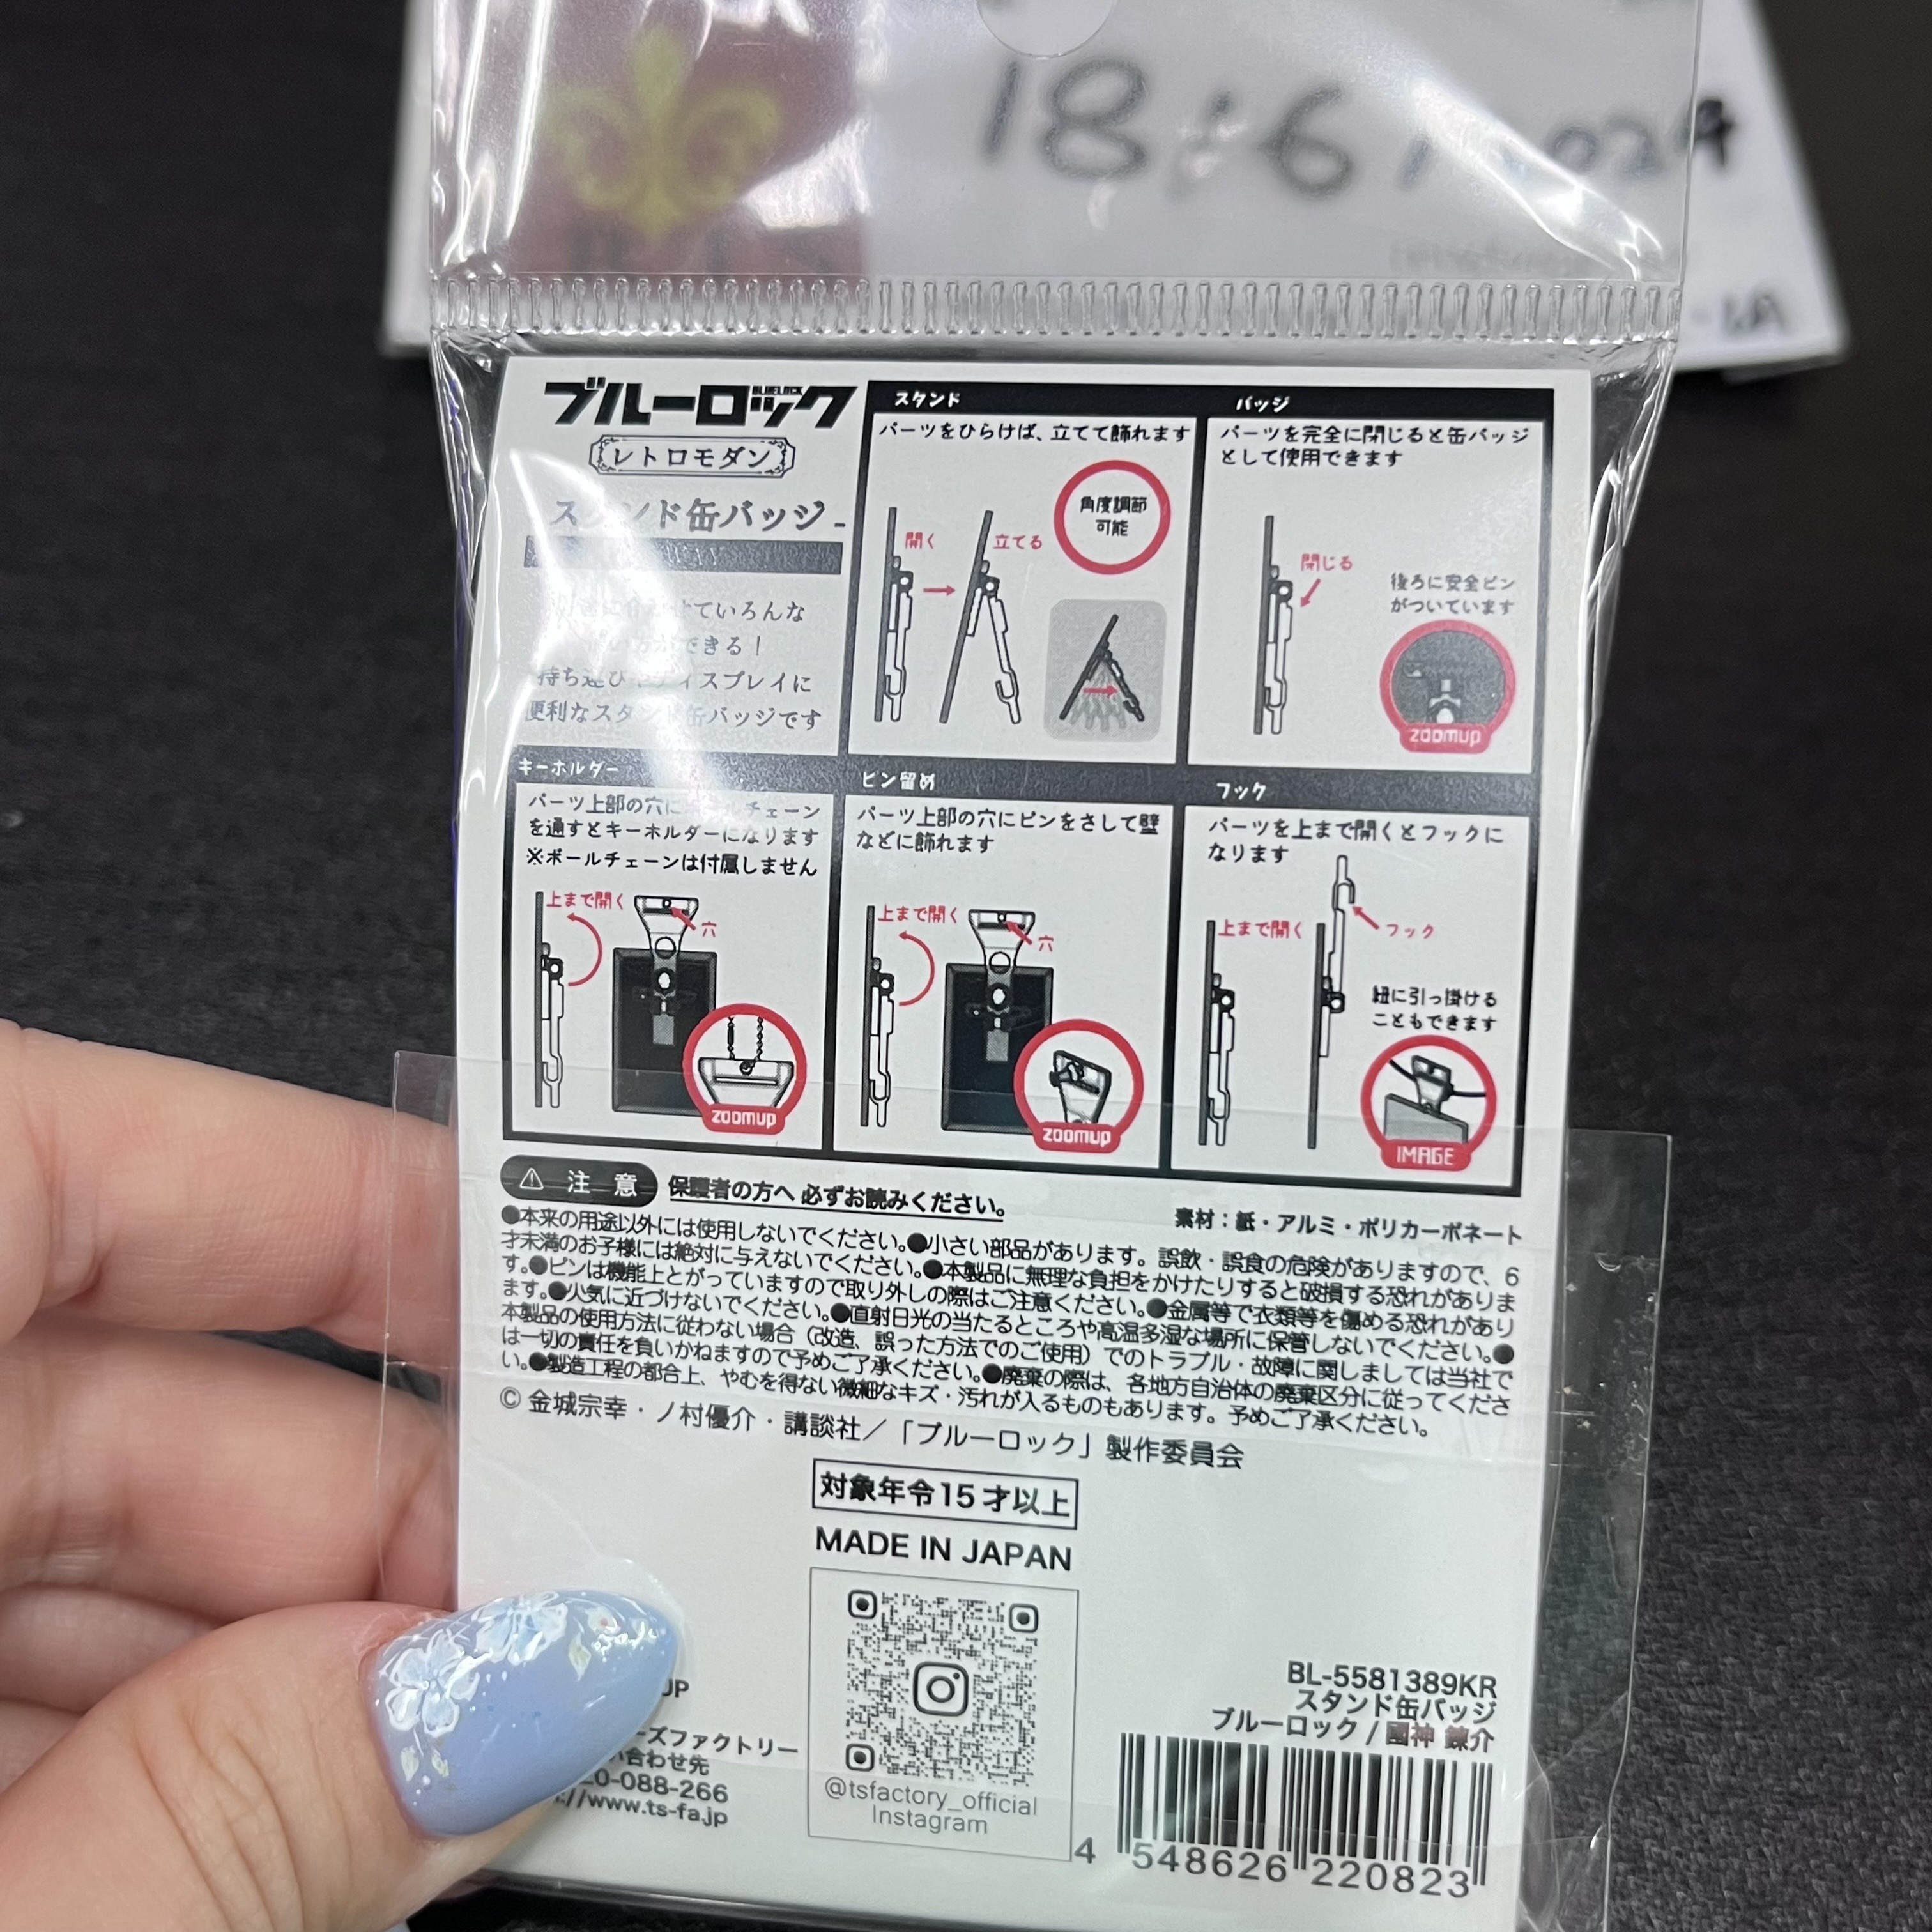 18:6
2024
ブルーロック
BLUELOCK
レトロモダン
ド缶バッジ
ていろんな
できる！
持ち運び ディスプレイに
便利なスタンド缶バッジです
スタンド
パーツをひらけば、立てて飾れます
開く
立てる
角度調節
可能
バッジ
パーツを完全に閉じると缶バッジ
として使用できます
閉じる
後ろに安全ピン
がついています
zoomup
キーホルダー
パーツ上部の穴にボールチェーン
を通すとキーホルダーになります
※ボールチェーンは付属しません
上まで開く
穴
zoomup
ピン留め
パーツ上部の穴にピンをさして壁
などに飾れます
上まで開く
穴
zoomup
フック
パーツを上まで開くとフックに
なります
上まで開く
フック
紐に引っ掛ける
こともできます
IMAGE
注意 保護者の方へ 必ずお読みください。
素材：紙・アルミ・ポリカーボネート
●本来の用途以外には使用しないでください。●小さい部品があります。誤飲・誤食の危険がありますので、6
才未満のお子様には絶対に与えないでください。●本製品に無理な負担をかけたりすると破損する恐れがありま
す。●ピンは機能上とがっていますので取り外しの際はご注意ください。●金属等で衣類等を傷める恐れがあり
ます。●火気に近づけないでください。●直射日光の当たるところや高温多湿な場所に保管しないでください。●
本製品の使用方法に従わない場合（改造、誤った方法でのご使用）でのトラブル・故障に関しましては当社で
は一切の責任を負いかねますので予めご了承ください。●廃棄の際は、各地方自治体の廃棄区分に従ってくださ
い。●製造工程の都合上、やむを得ない微細なキズ・汚れが入るものもあります。予めご了承ください。
© 金城宗幸・ノ村優介・講談社／「ブルーロック」製作委員会
対象年令15才以上
MADE IN JAPAN
@tsfactory_official
Instagram
ーズファクトリー
合わせ先
0-088-266
//www.ts-fa.jp
BL-5581389KR
スタンド缶バッジ
ブルーロック / 國神 錬介
4 548626 220823